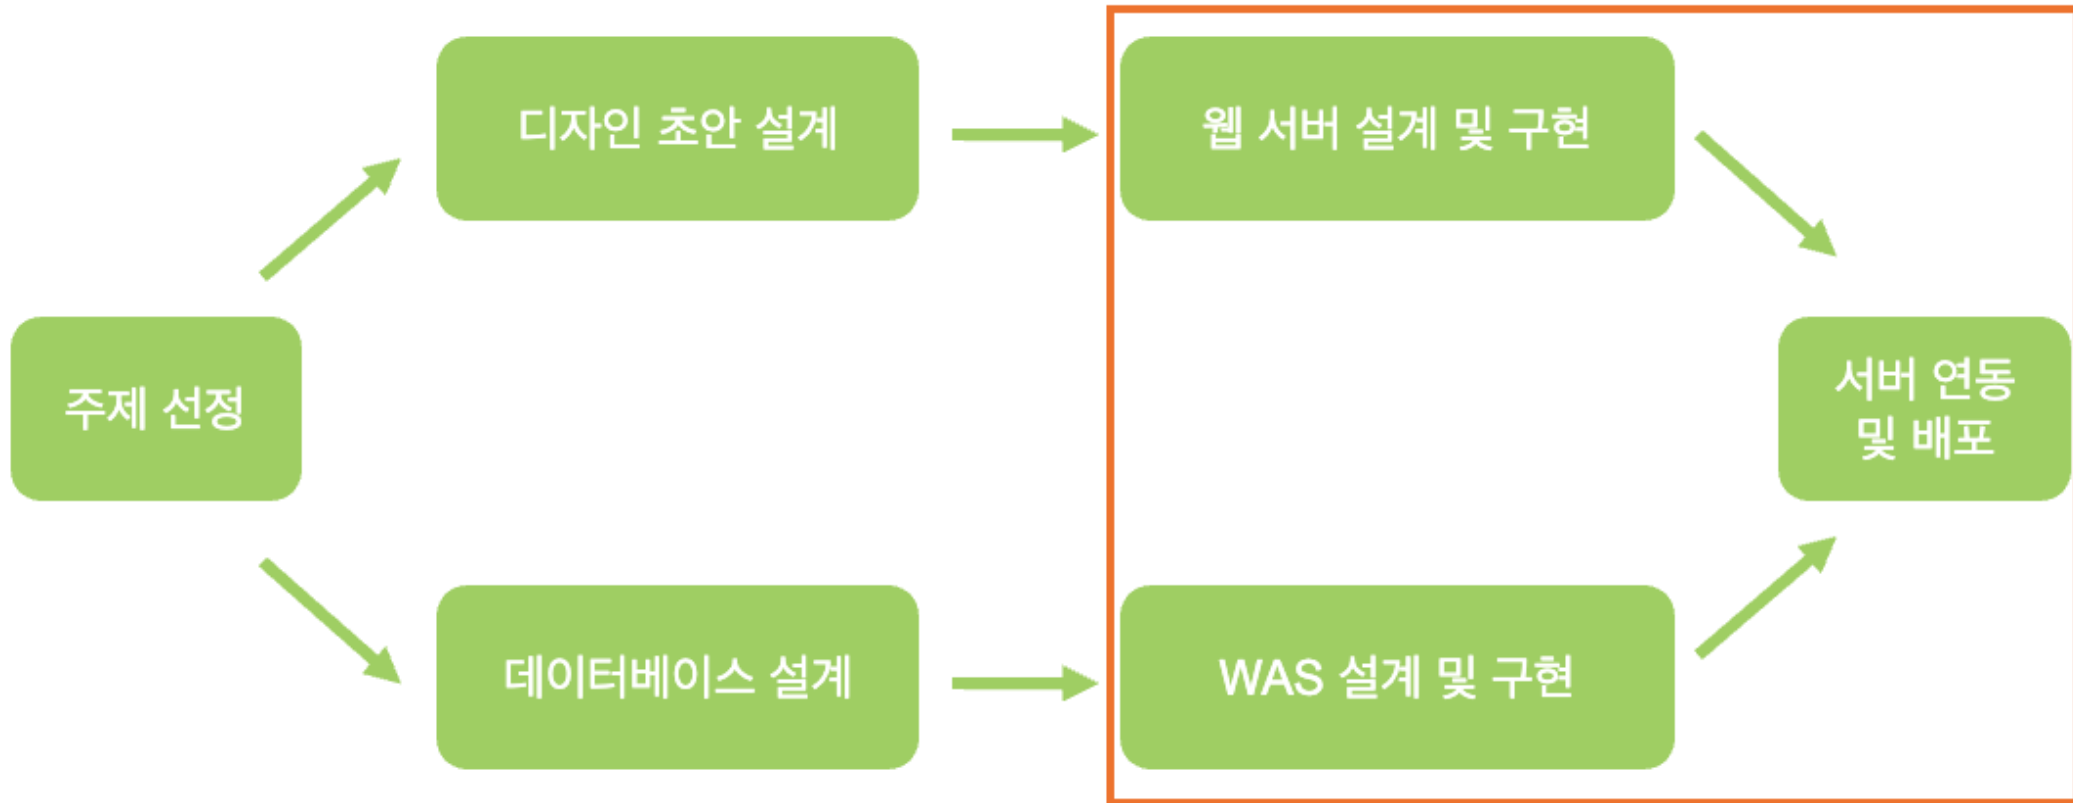 디자인 초안 설계
웹 서버 설계 및 구현
주제 선정
서버 연동
및 배포
데이터베이스 설계
WAS 설계 및 구현